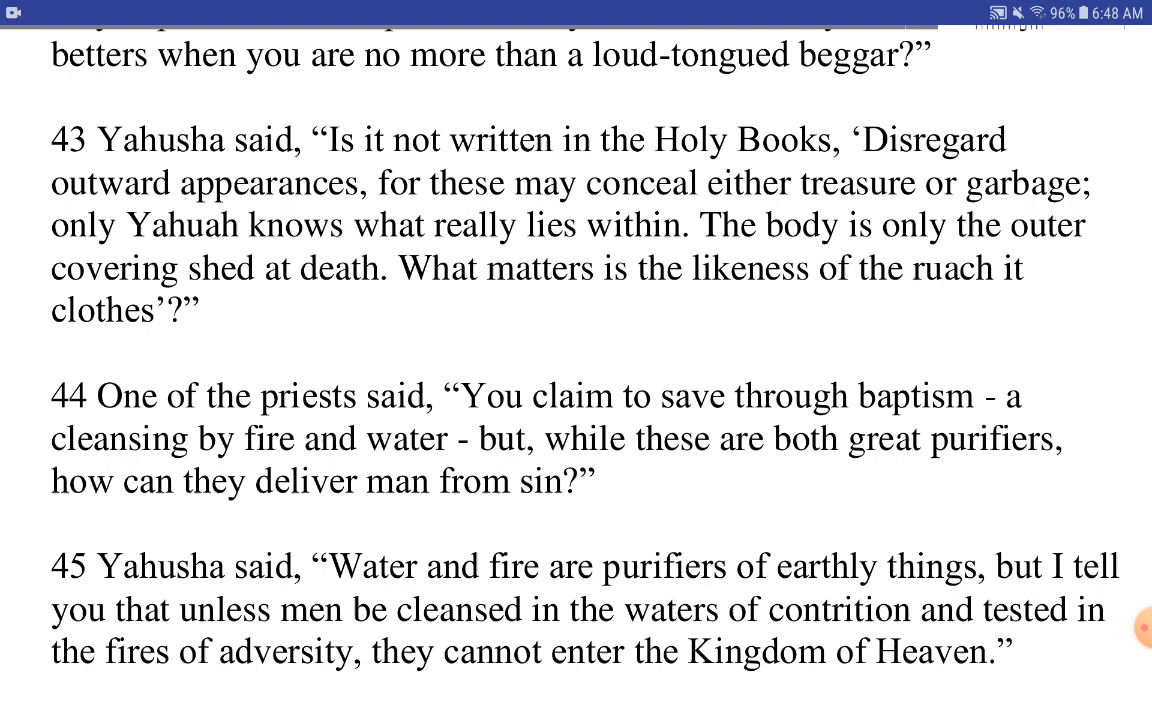 96% 6:48 AM
betters when you are no more than a loud-tongued beggar?”
43 Yahusha said, “Is it not written in the Holy Books, ‘Disregard
outward appearances, for these may conceal either treasure or garbage;
only Yahuah knows what really lies within. The body is only the outer
covering shed at death. What matters is the likeness of the ruach it
clothes’?”
44 One of the priests said, “You claim to save through baptism - a
cleansing by fire and water - but, while these are both great purifiers,
how can they deliver man from sin?”
45 Yahusha said, “Water and fire are purifiers of earthly things, but I tell
you that unless men be cleansed in the waters of contrition and tested in
the fires of adversity, they cannot enter the Kingdom of Heaven.”